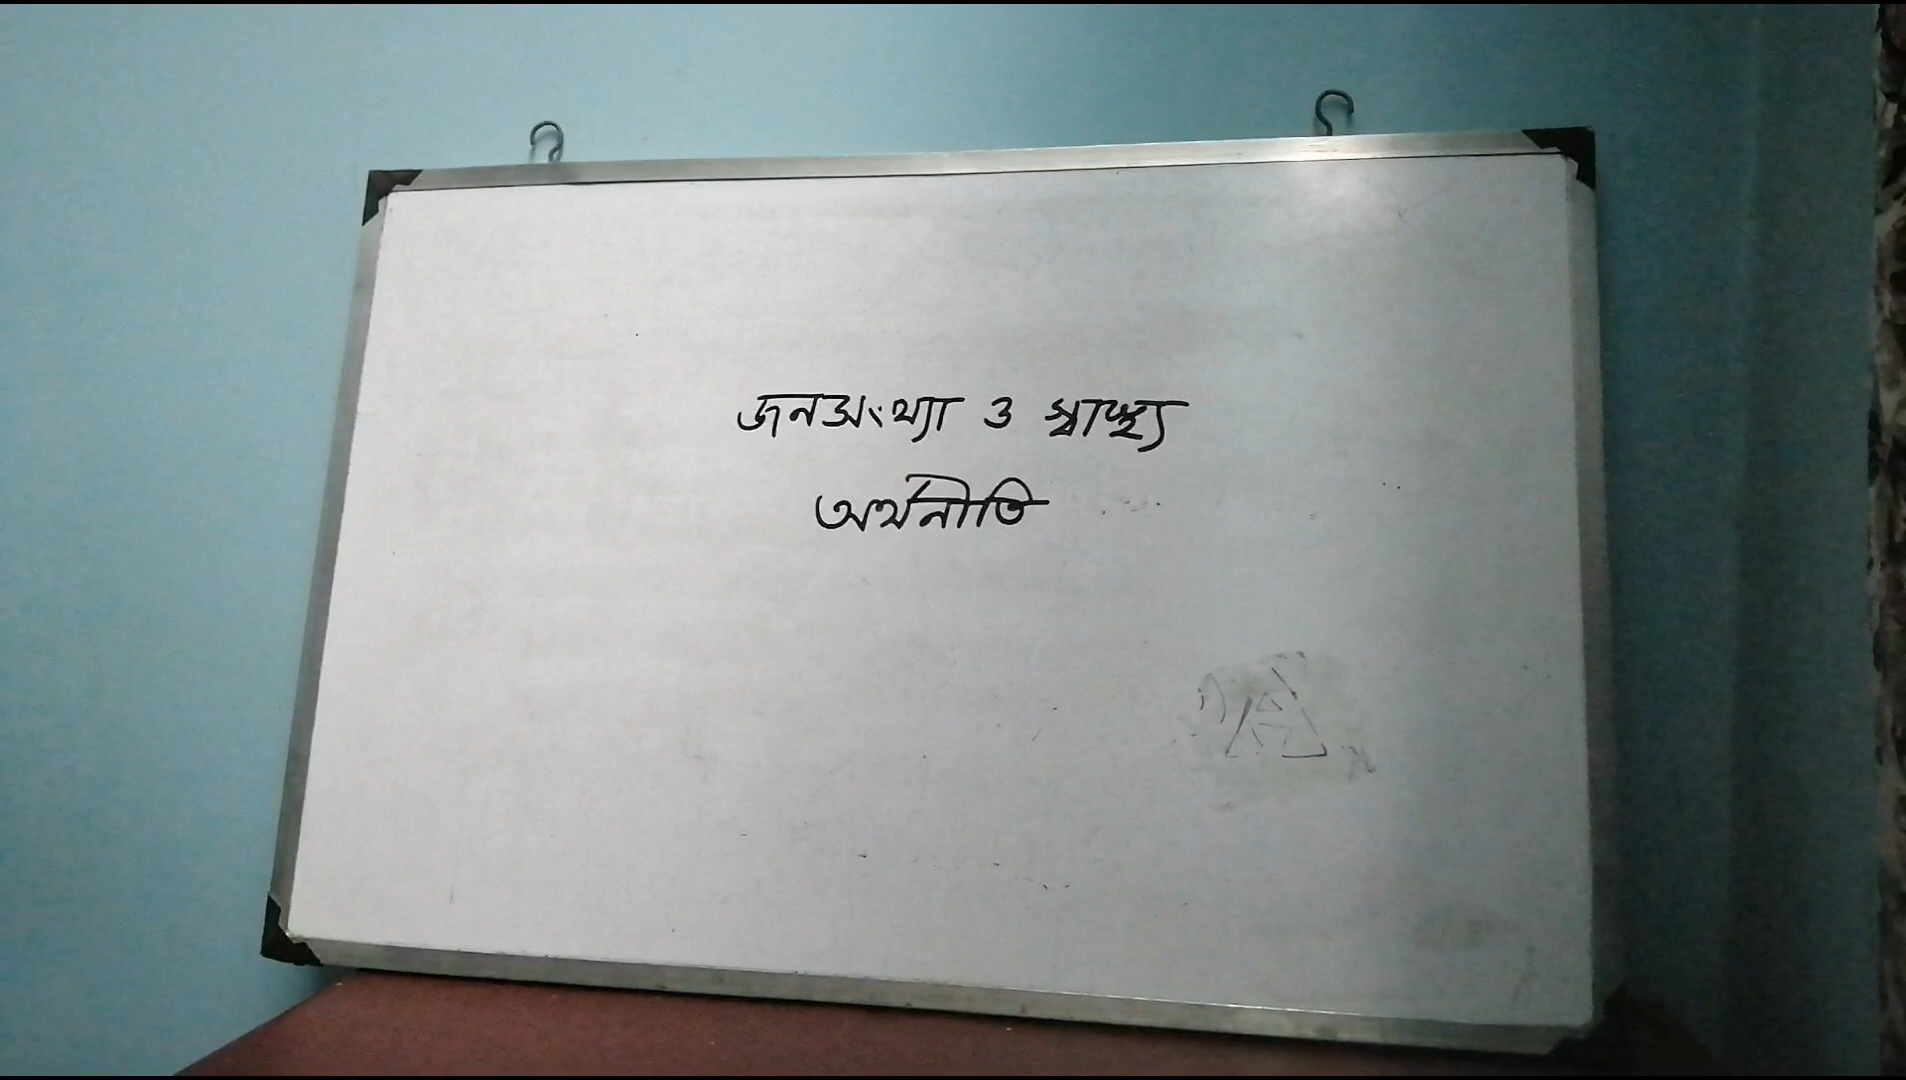 জনসংখ্যা ও স্বাস্থ্য
অর্থনীতি